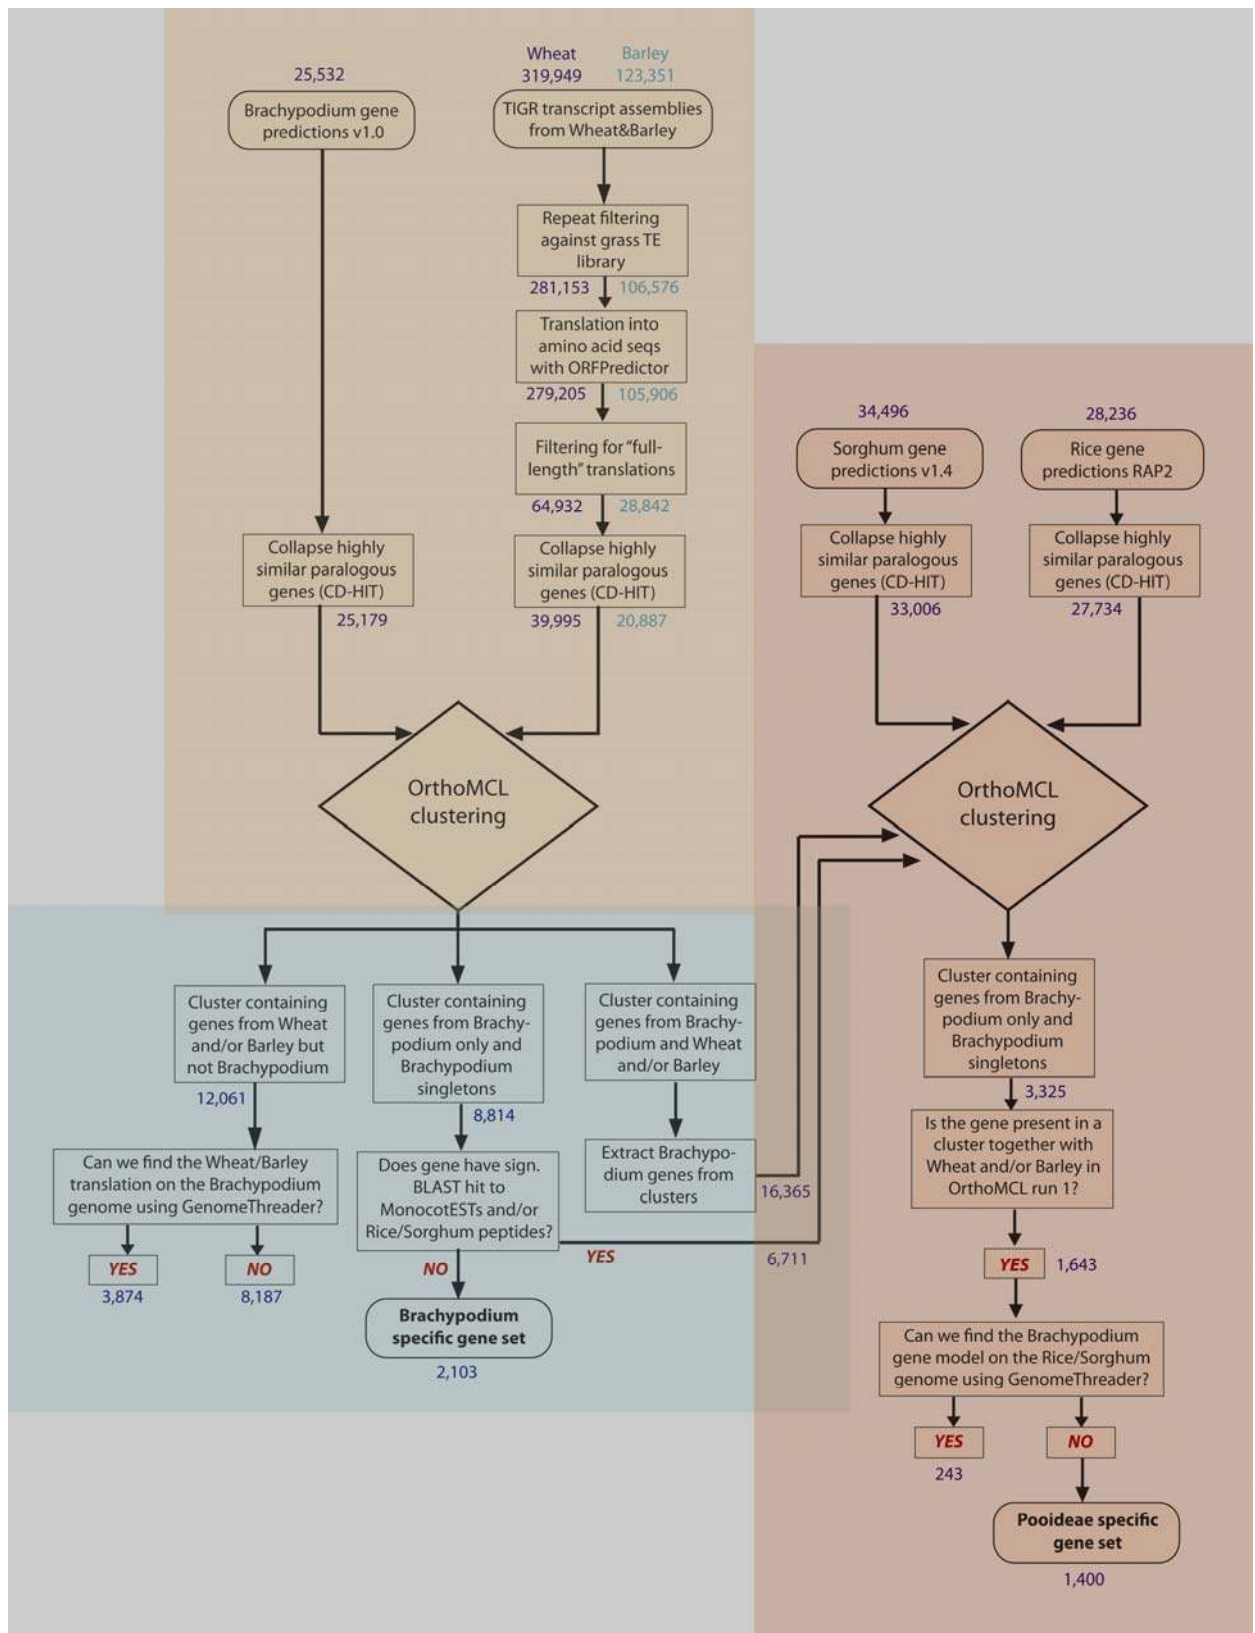 Wheat
Barley
25,532
319,949
123,351
Brachypodium gene
predictions v1.0
TIGR transcript assemblies
from Wheat&Barley
Repeat filtering
against grass TE
library
281,153
106,576
Translation into
amino acid seqs
with ORFPredictor
279,205
105,906
Filtering for "full-
length" translations
64,932
28,842
Collapse highly
similar paralogous
genes (CD-HIT)
25,179
Collapse highly
similar paralogous
genes (CD-HIT)
39,995
20,887
OrthoMCL
clustering
34,496
Sorghum gene
predictions v1.4
28,236
Rice gene
predictions RAP2
Collapse highly
similar paralogous
genes (CD-HIT)
33,006
Collapse highly
similar paralogous
genes (CD-HIT)
27,734
OrthoMCL
clustering
Cluster containing
genes from Wheat
and/or Barley but
not Brachypodium
12,061
Can we find the Wheat/Barley
translation on the Brachypodium
genome using GenomeThreader?
YES
3,874
NO
8,187
Cluster containing
genes from Brachy-
podium only and
Brachypodium
singletons
8,814
Does gene have sign.
BLAST hit to
MonocotESTs and/or
Rice/Sorghum peptides?
NO
YES
6,711
Brachypodium
specific gene set
2,103
Cluster containing
genes from Brachy-
podium and Wheat
and/or Barley
Extract Brachypo-
dium genes from
clusters
16,365
Cluster containing
genes from Brachy-
podium only and
Brachypodium
singletons
3,325
Is the gene present in a
cluster together with
Wheat and/or Barley in
OrthoMCL run 1?
YES
1,643
Can we find the Brachypodium
gene model on the Rice/Sorghum
genome using GenomeThreader?
YES
243
NO
Pooideae specific
gene set
1,400